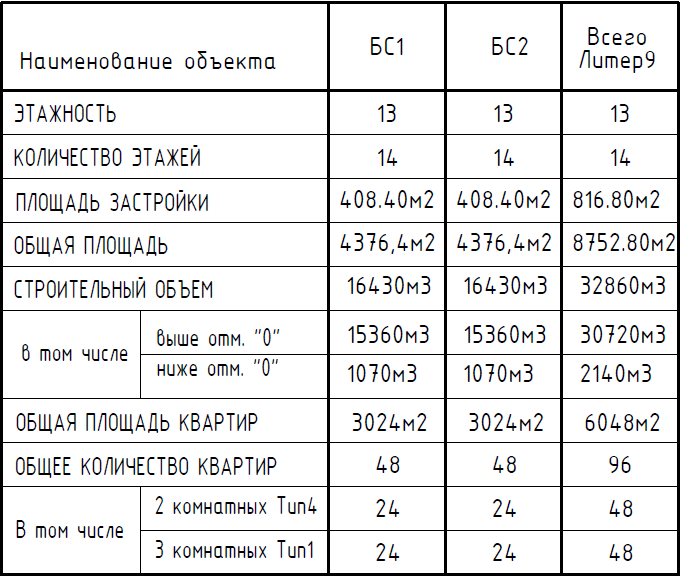 Наименование объекта БС1 БС2 Всего Литер9
ЭТАЖНОСТЬ 13 13 13
КОЛИЧЕСТВО ЭТАЖЕЙ 14 14 14
ПЛОЩАДЬ ЗАСТРОЙКИ 408.40м2 408.40м2 816.80м2
ОБЩАЯ ПЛОЩАДЬ 4376,4м2 4376,4м2 8752.80м2
СТРОИТЕЛЬНЫЙ ОБЪЕМ 16430м3 16430м3 32860м3
в том числе выше отм. "0" 15360м3 15360м3 30720м3
ниже отм. "0" 1070м3 1070м3 2140м3
ОБЩАЯ ПЛОЩАДЬ КВАРТИР 3024м2 3024м2 6048м2
ОБЩЕЕ КОЛИЧЕСТВО КВАРТИР 48 48 96
В том числе 2 комнатных Тип4 24 24 48
3 комнатных Тип1 24 24 48